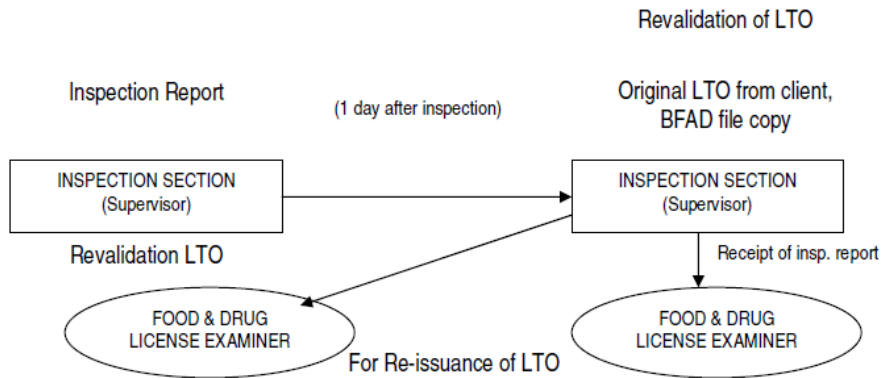 Revalidation of LTO
Inspection Report
(1 day after inspection)
Original LTO from client,
BFAD file copy
INSPECTION SECTION
(Supervisor)
INSPECTION SECTION
(Supervisor)
Revalidation LTO
Receipt of insp. report
FOOD & DRUG
LICENSE EXAMINER
For Re-issuance of LTO
FOOD & DRUG
LICENSE EXAMINER